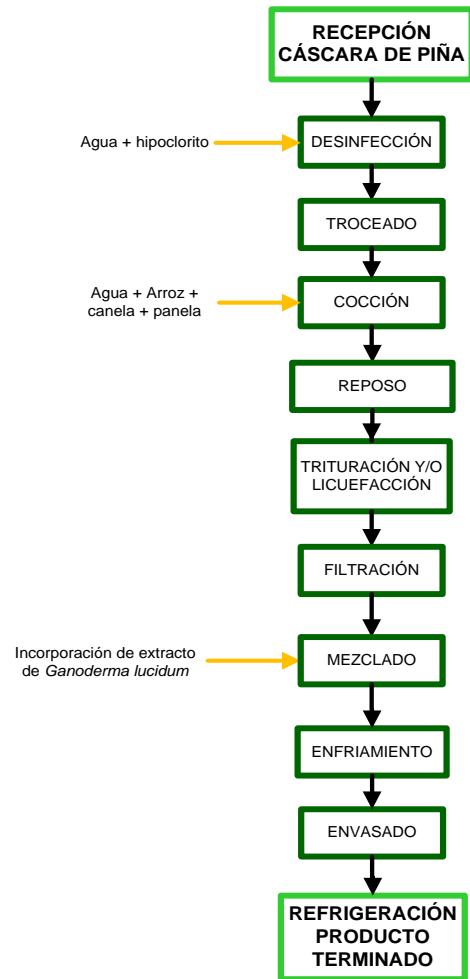 RECEPCIÓN
CÁSCARA DE PIÑA
Agua + hipoclorito
DESINFECCIÓN
TROCEADO
Agua + Arroz +
canela + panela
COCCIÓN
REPOSO
TRITURACIÓN Y/O
LICUEFACCIÓN
FILTRACIÓN
Incorporación de extracto
de Ganoderma lucidum
MEZCLADO
ENFRIAMIENTO
ENVASADO
REFRIGERACIÓN
PRODUCTO
TERMINADO